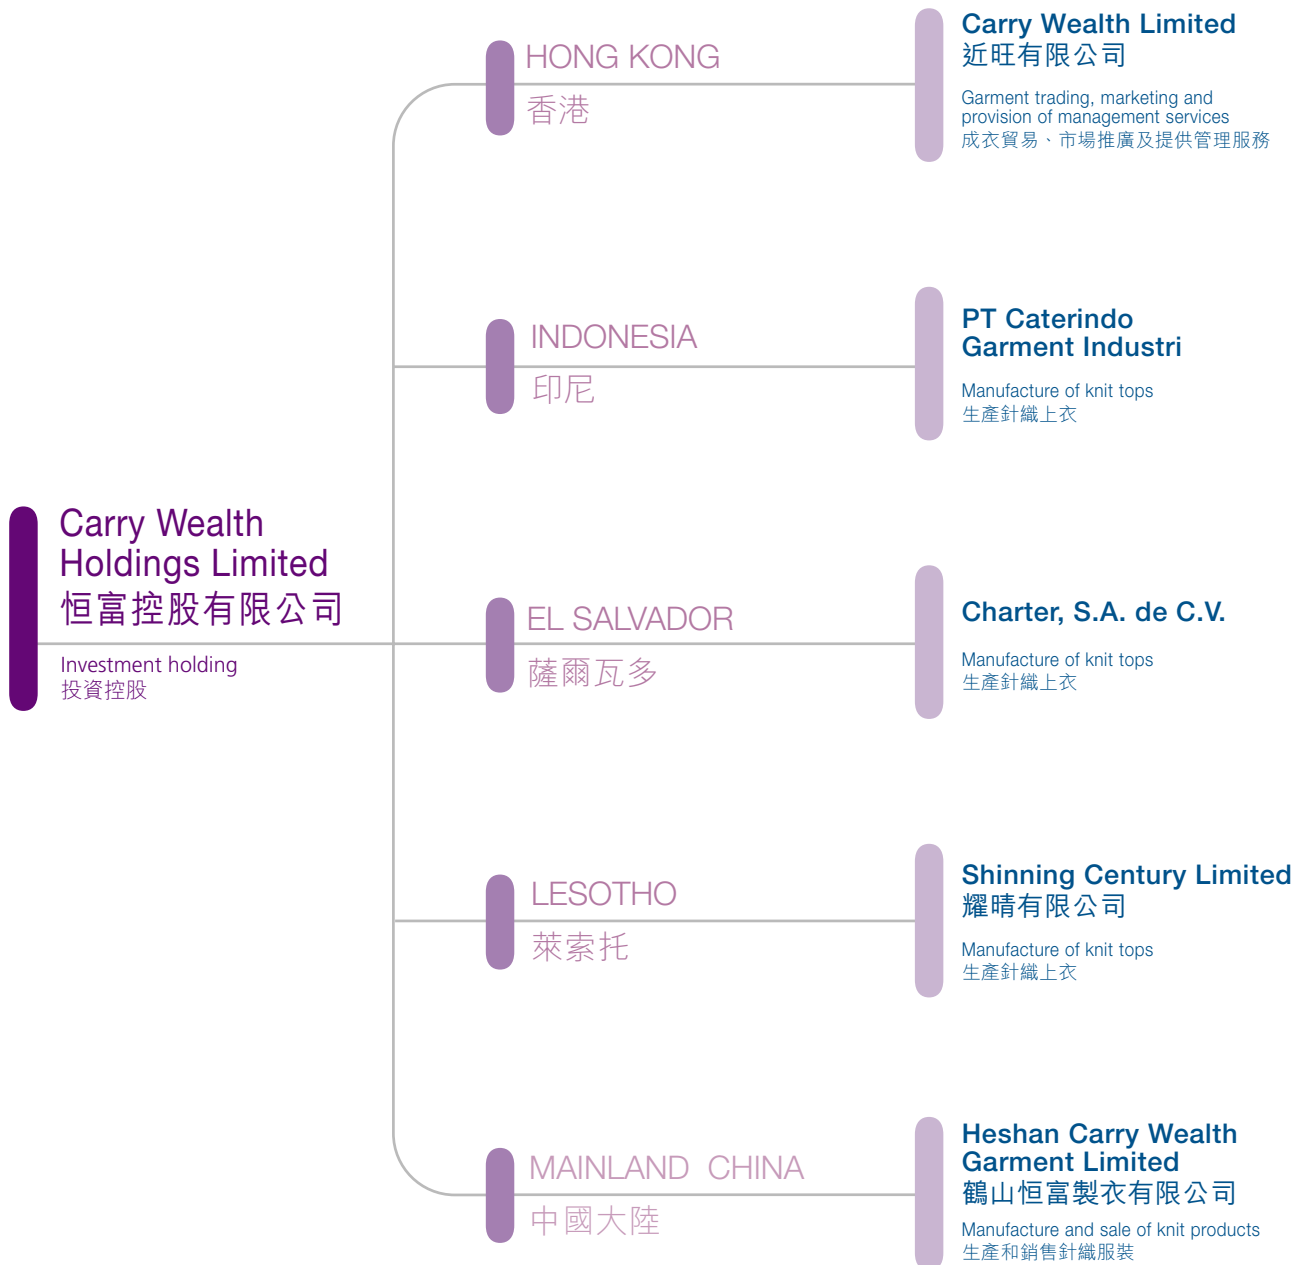 Carry Wealth
Holdings Limited
恒富控股有限公司
Investment holding
投資控股
HONG KONG
香港
Carry Wealth Limited
近旺有限公司
Garment trading, marketing and
provision of management services
成衣貿易、市場推廣及提供管理服務
INDONESIA
印尼
PT Caterindo
Garment Industri
Manufacture of knit tops
生產針織上衣
EL SALVADOR
薩爾瓦多
Charter, S.A. de C.V.
Manufacture of knit tops
生產針織上衣
LESOTHO
萊索托
Shinning Century Limited
耀晴有限公司
Manufacture of knit tops
生產針織上衣
MAINLAND CHINA
中國大陸
Heshan Carry Wealth
Garment Limited
鶴山恒富製衣有限公司
Manufacture and sale of knit products
生產和銷售針織服裝